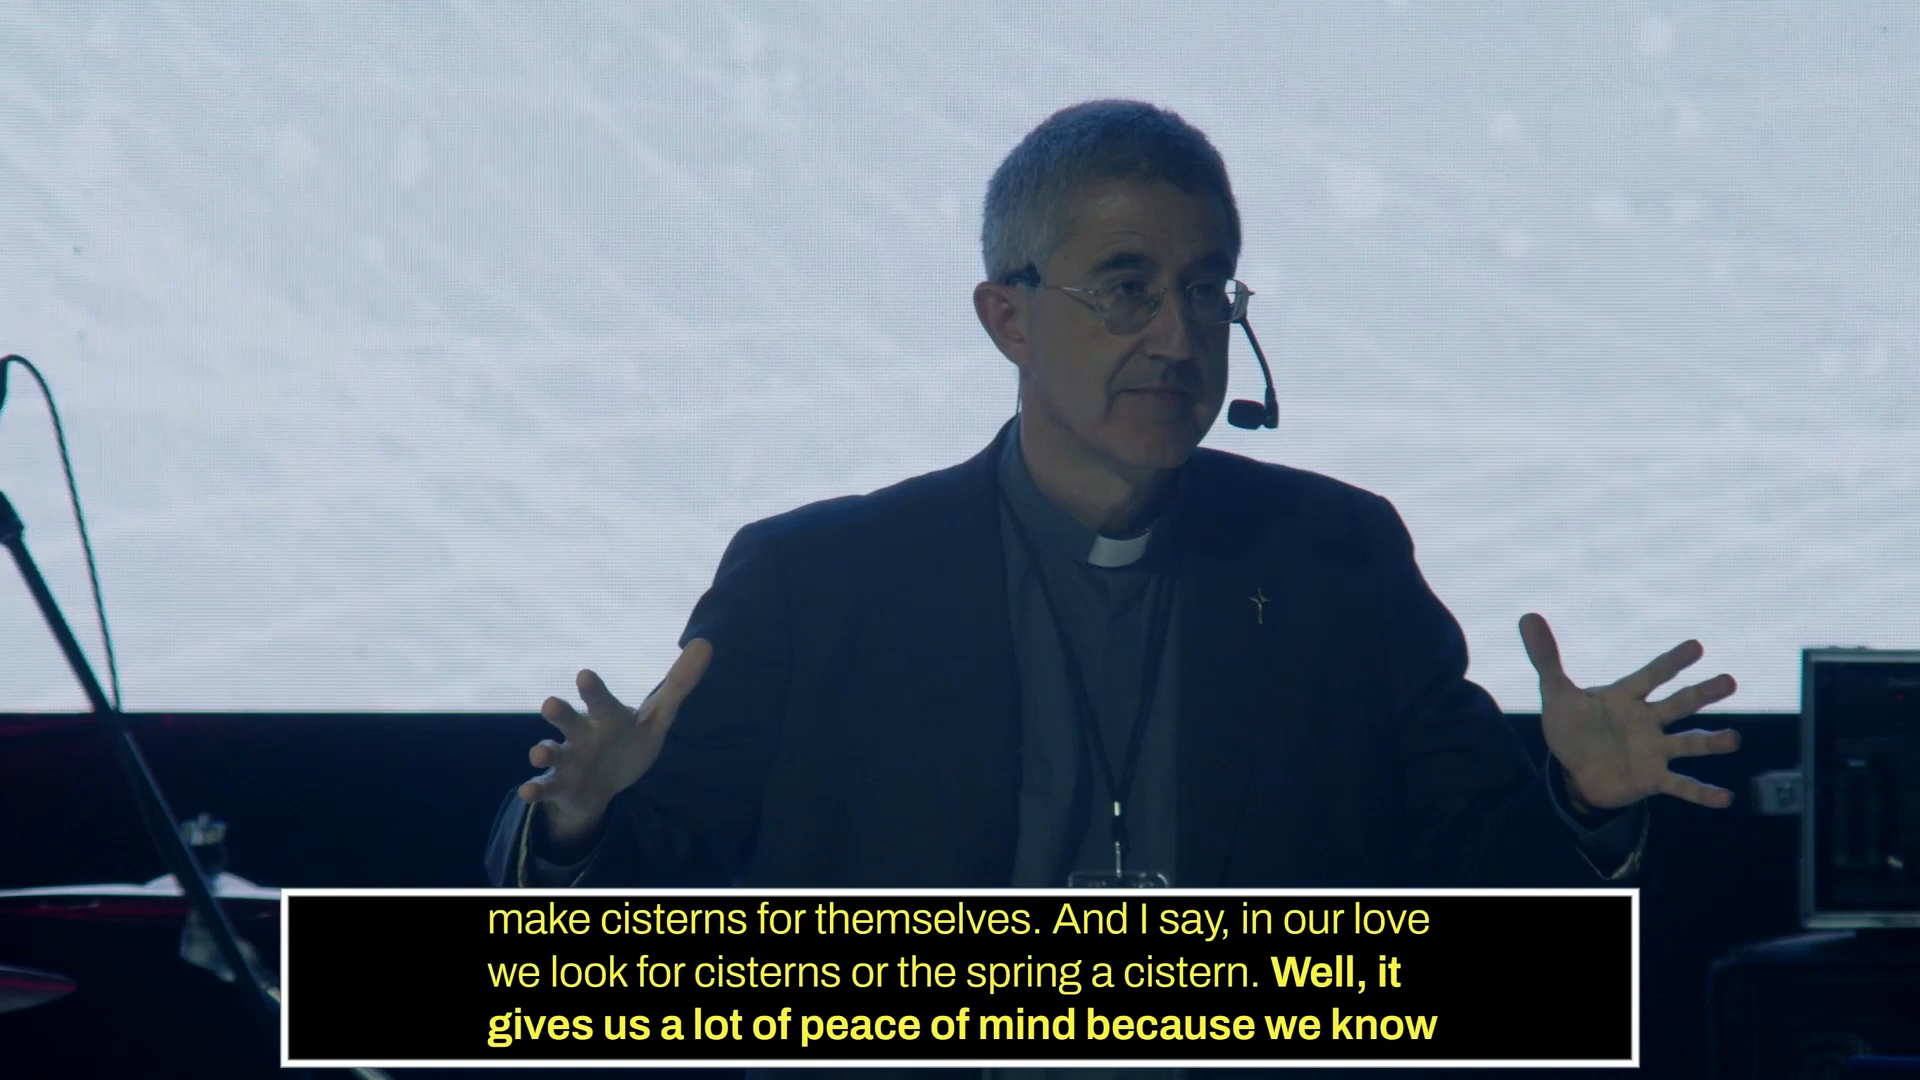 make cisterns for themselves. And I say, in our love
we look for cisterns or the spring a cistern. Well, it
gives us a lot of peace of mind because we know